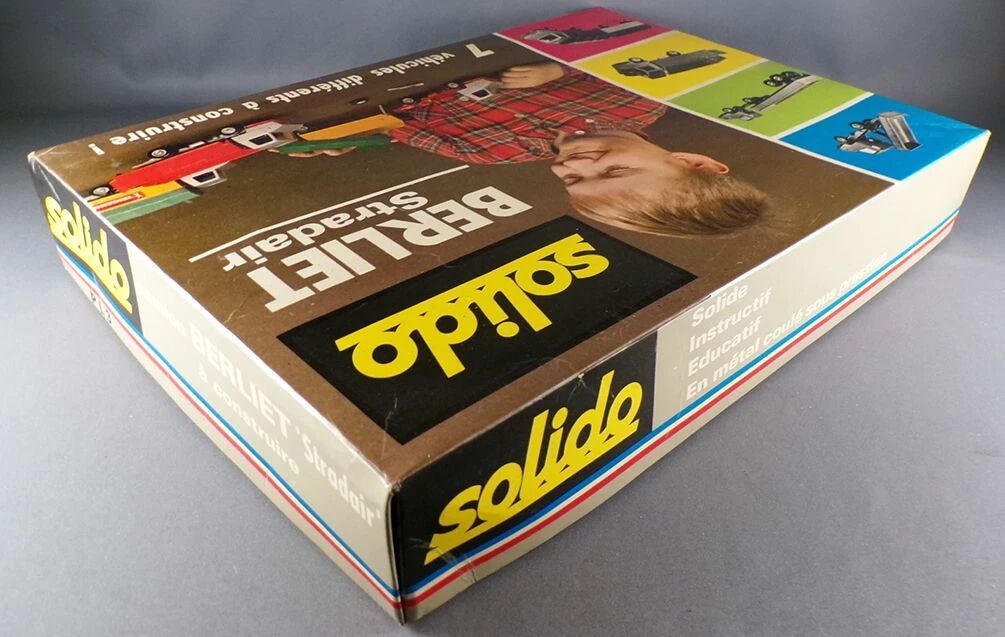 7 véhicules différents à construire !
BERLIET
Stradair
solido
solido
BERLIET 'Stradair'
à construire
solido
Solide
Instructif
Educatif
En métal coulé sous pression